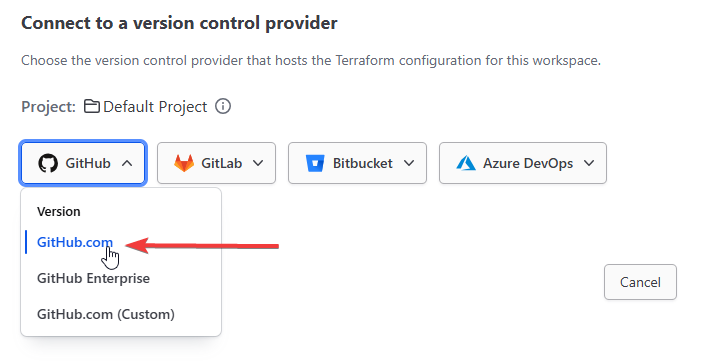 Connect to a version control provider
Choose the version control provider that hosts the Terraform configuration for this workspace.
Project: Default Project
GitHub GitLab Bitbucket Azure DevOps
Version
GitHub.com
GitHub Enterprise
Cancel
GitHub.com (Custom)